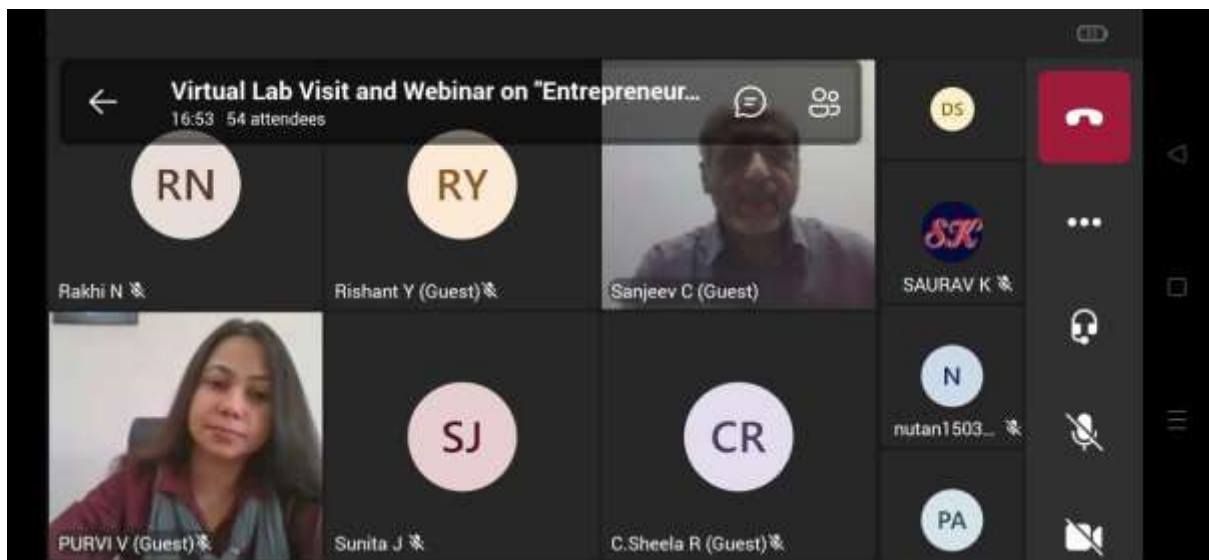 Virtual Lab Visit and Webinar on "Entrepreneur...
16:53 54 attendees
RN
Rakhi N
RY
Rishant Y (Guest)
Sanjeev C (Guest)
DS
SK
SAURAV K
PURVI V (Guest)
SJ
Sunita J
CR
C.Sheela R (Guest)
N
nutan1503...
PA